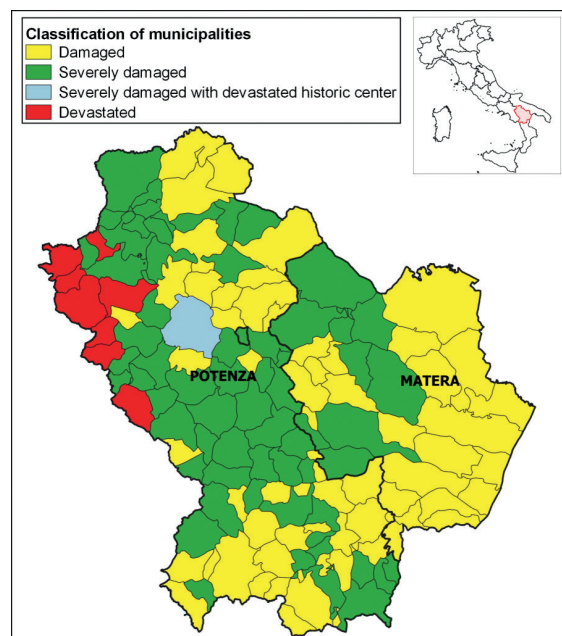 Classification of municipalities
Damaged
Severely damaged
Severely damaged with devastated historic center
Devastated
POTENZA
MATERA